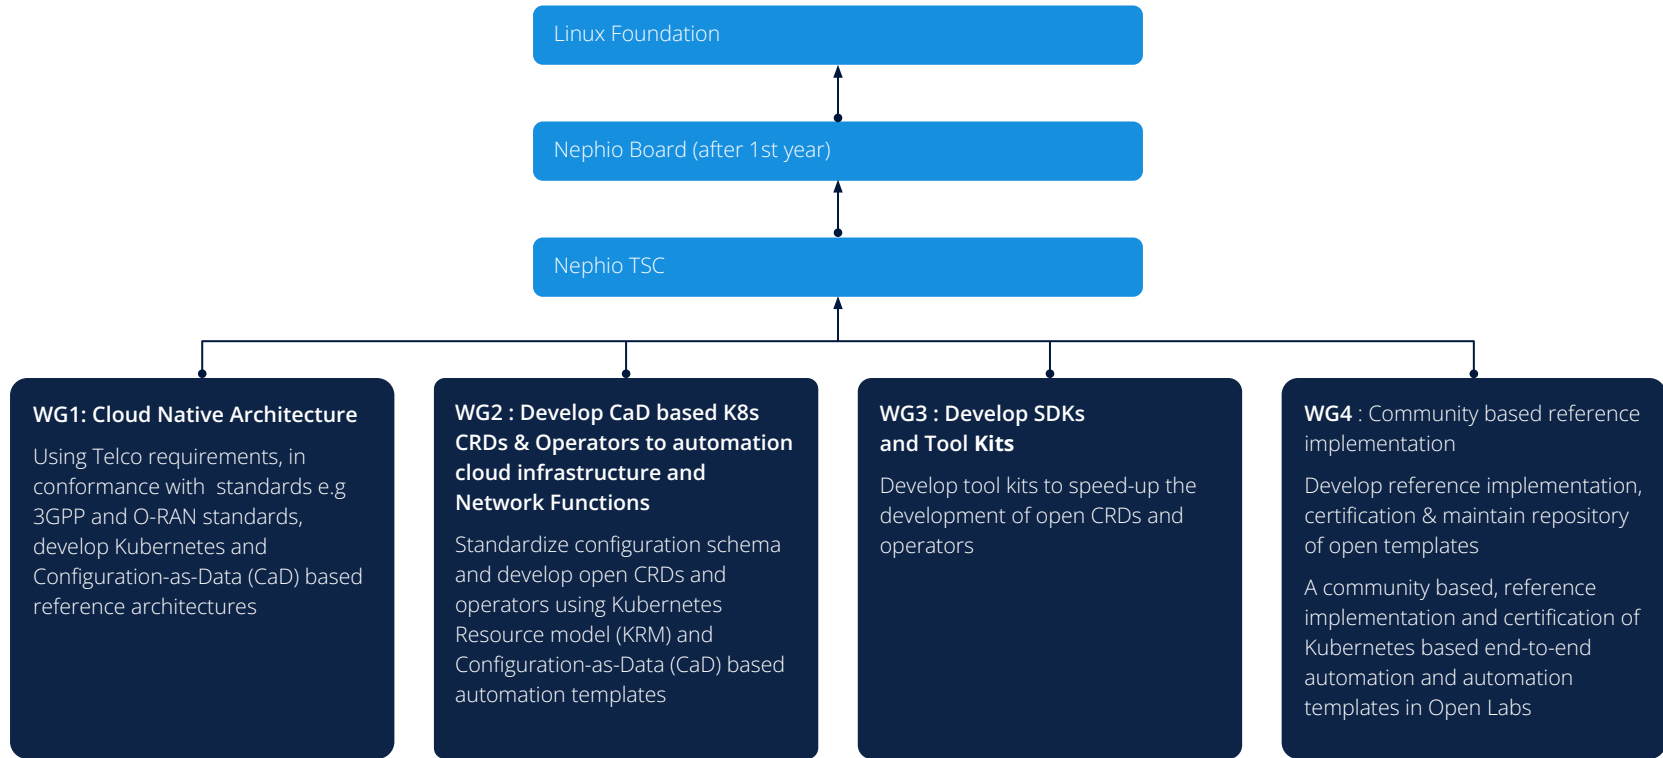 Linux Foundation
Nephio Board (after 1st year)
Nephio TSC
WG1: Cloud Native Architecture
Using Telco requirements, in
conformance with  standards e.g
3GPP and O-RAN standards,
develop Kubernetes and
Configuration-as-Data (CaD) based
reference architectures
WG2 : Develop CaD based K8s
CRDs & Operators to automation
cloud infrastructure and
Network Functions
Standardize configuration schema
and develop open CRDs and
operators using Kubernetes
Resource model (KRM) and
Configuration-as-Data (CaD) based
automation templates
WG3 : Develop SDKs
and Tool Kits
Develop tool kits to speed-up the
development of open CRDs and
operators
WG4 : Community based reference
implementation
Develop reference implementation,
certification & maintain repository
of open templates
A community based, reference
implementation and certification of
Kubernetes based end-to-end
automation and automation
templates in Open Labs